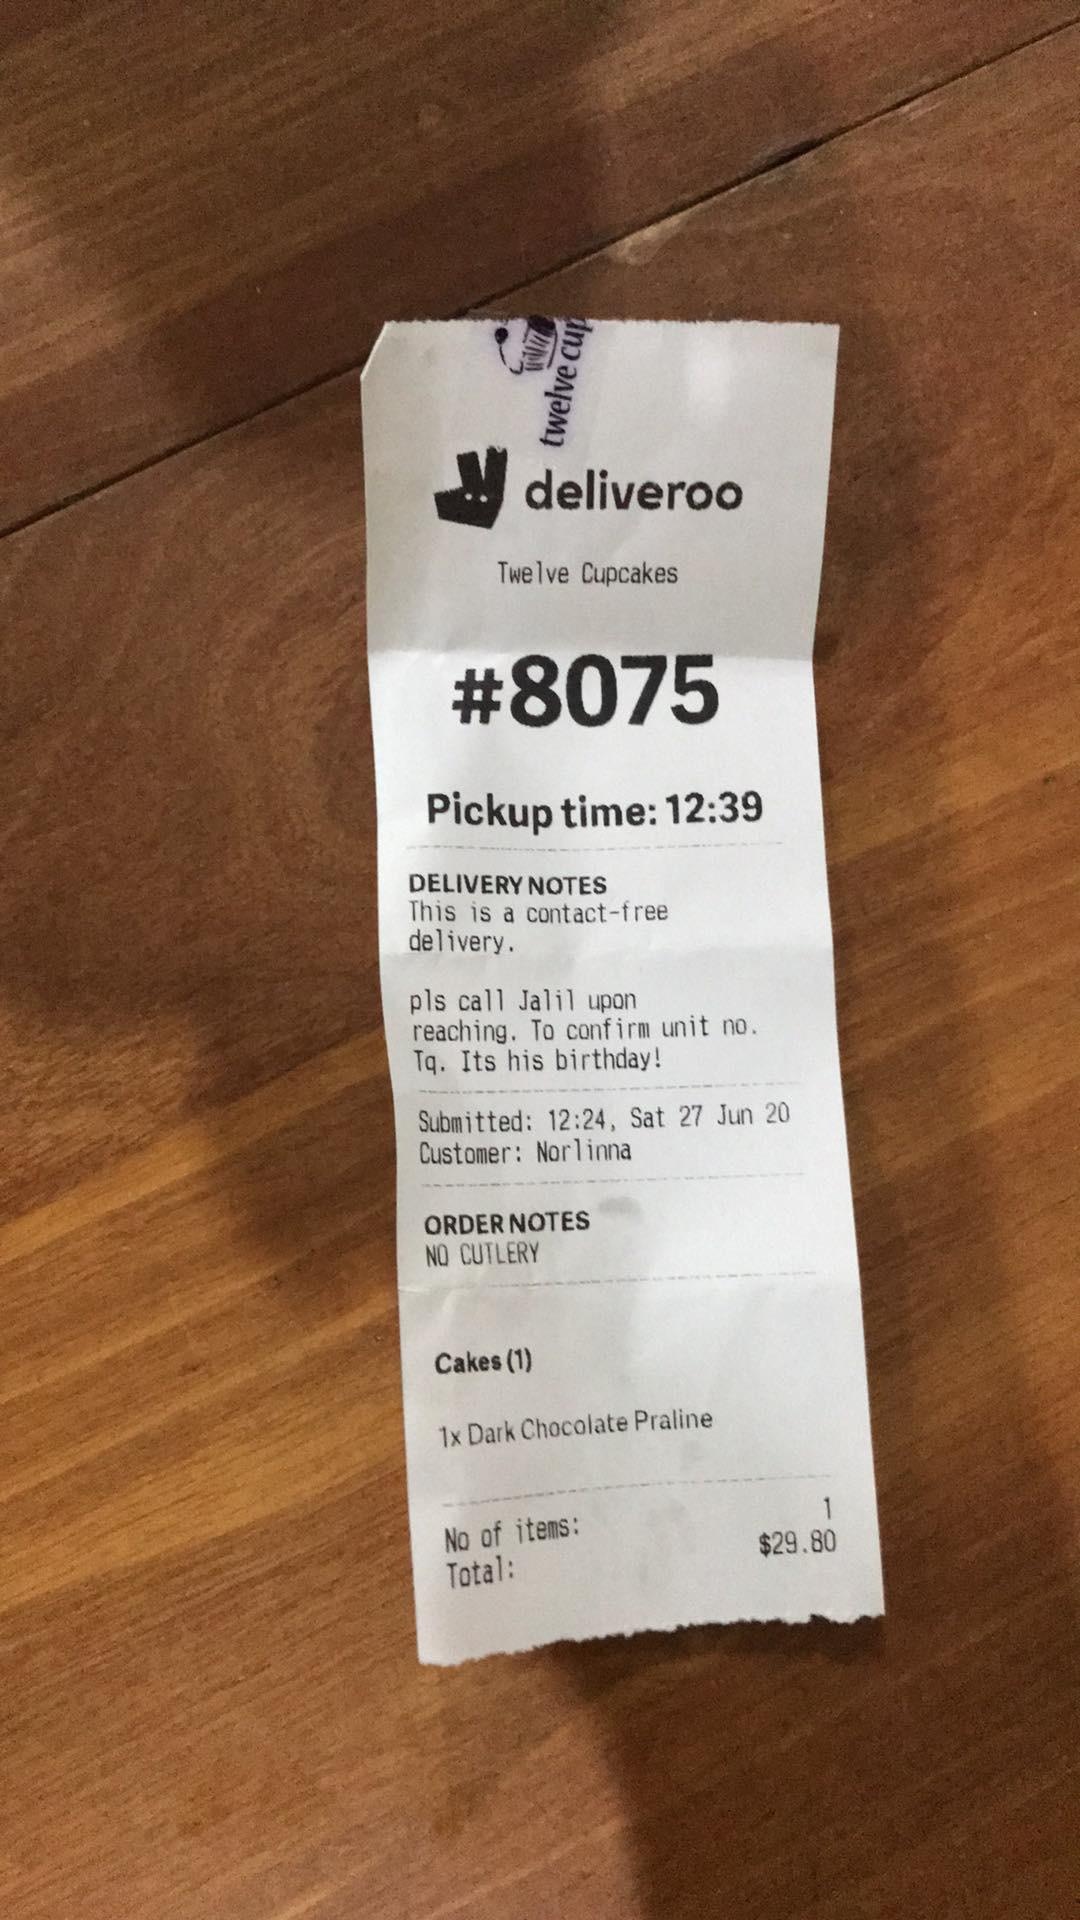 twelve cup
deliveroo
Twelve Cupcakes
#8075
Pickup time: 12:39
DELIVERY NOTES
This is a contact-free
delivery.
pls call Jalil upon
reaching. To confirm unit no.
Tq. Its his birthday!
Submitted: 12:24, Sat 27 Jun 20
Customer: Norlinna
ORDER NOTES
NO CUTLERY
Cakes (1)
1x Dark Chocolate Praline
No of items: 1
Total: $29.80